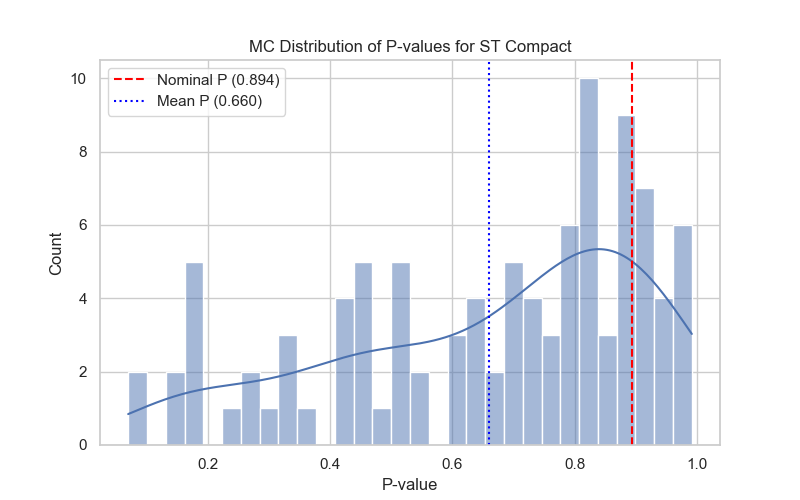 MC Distribution of P-values for ST Compact
Nominal P (0.894)
Mean P (0.660)
10
8
6
4
2
0
Count
0.2 0.4 0.6 0.8 1.0
P-value